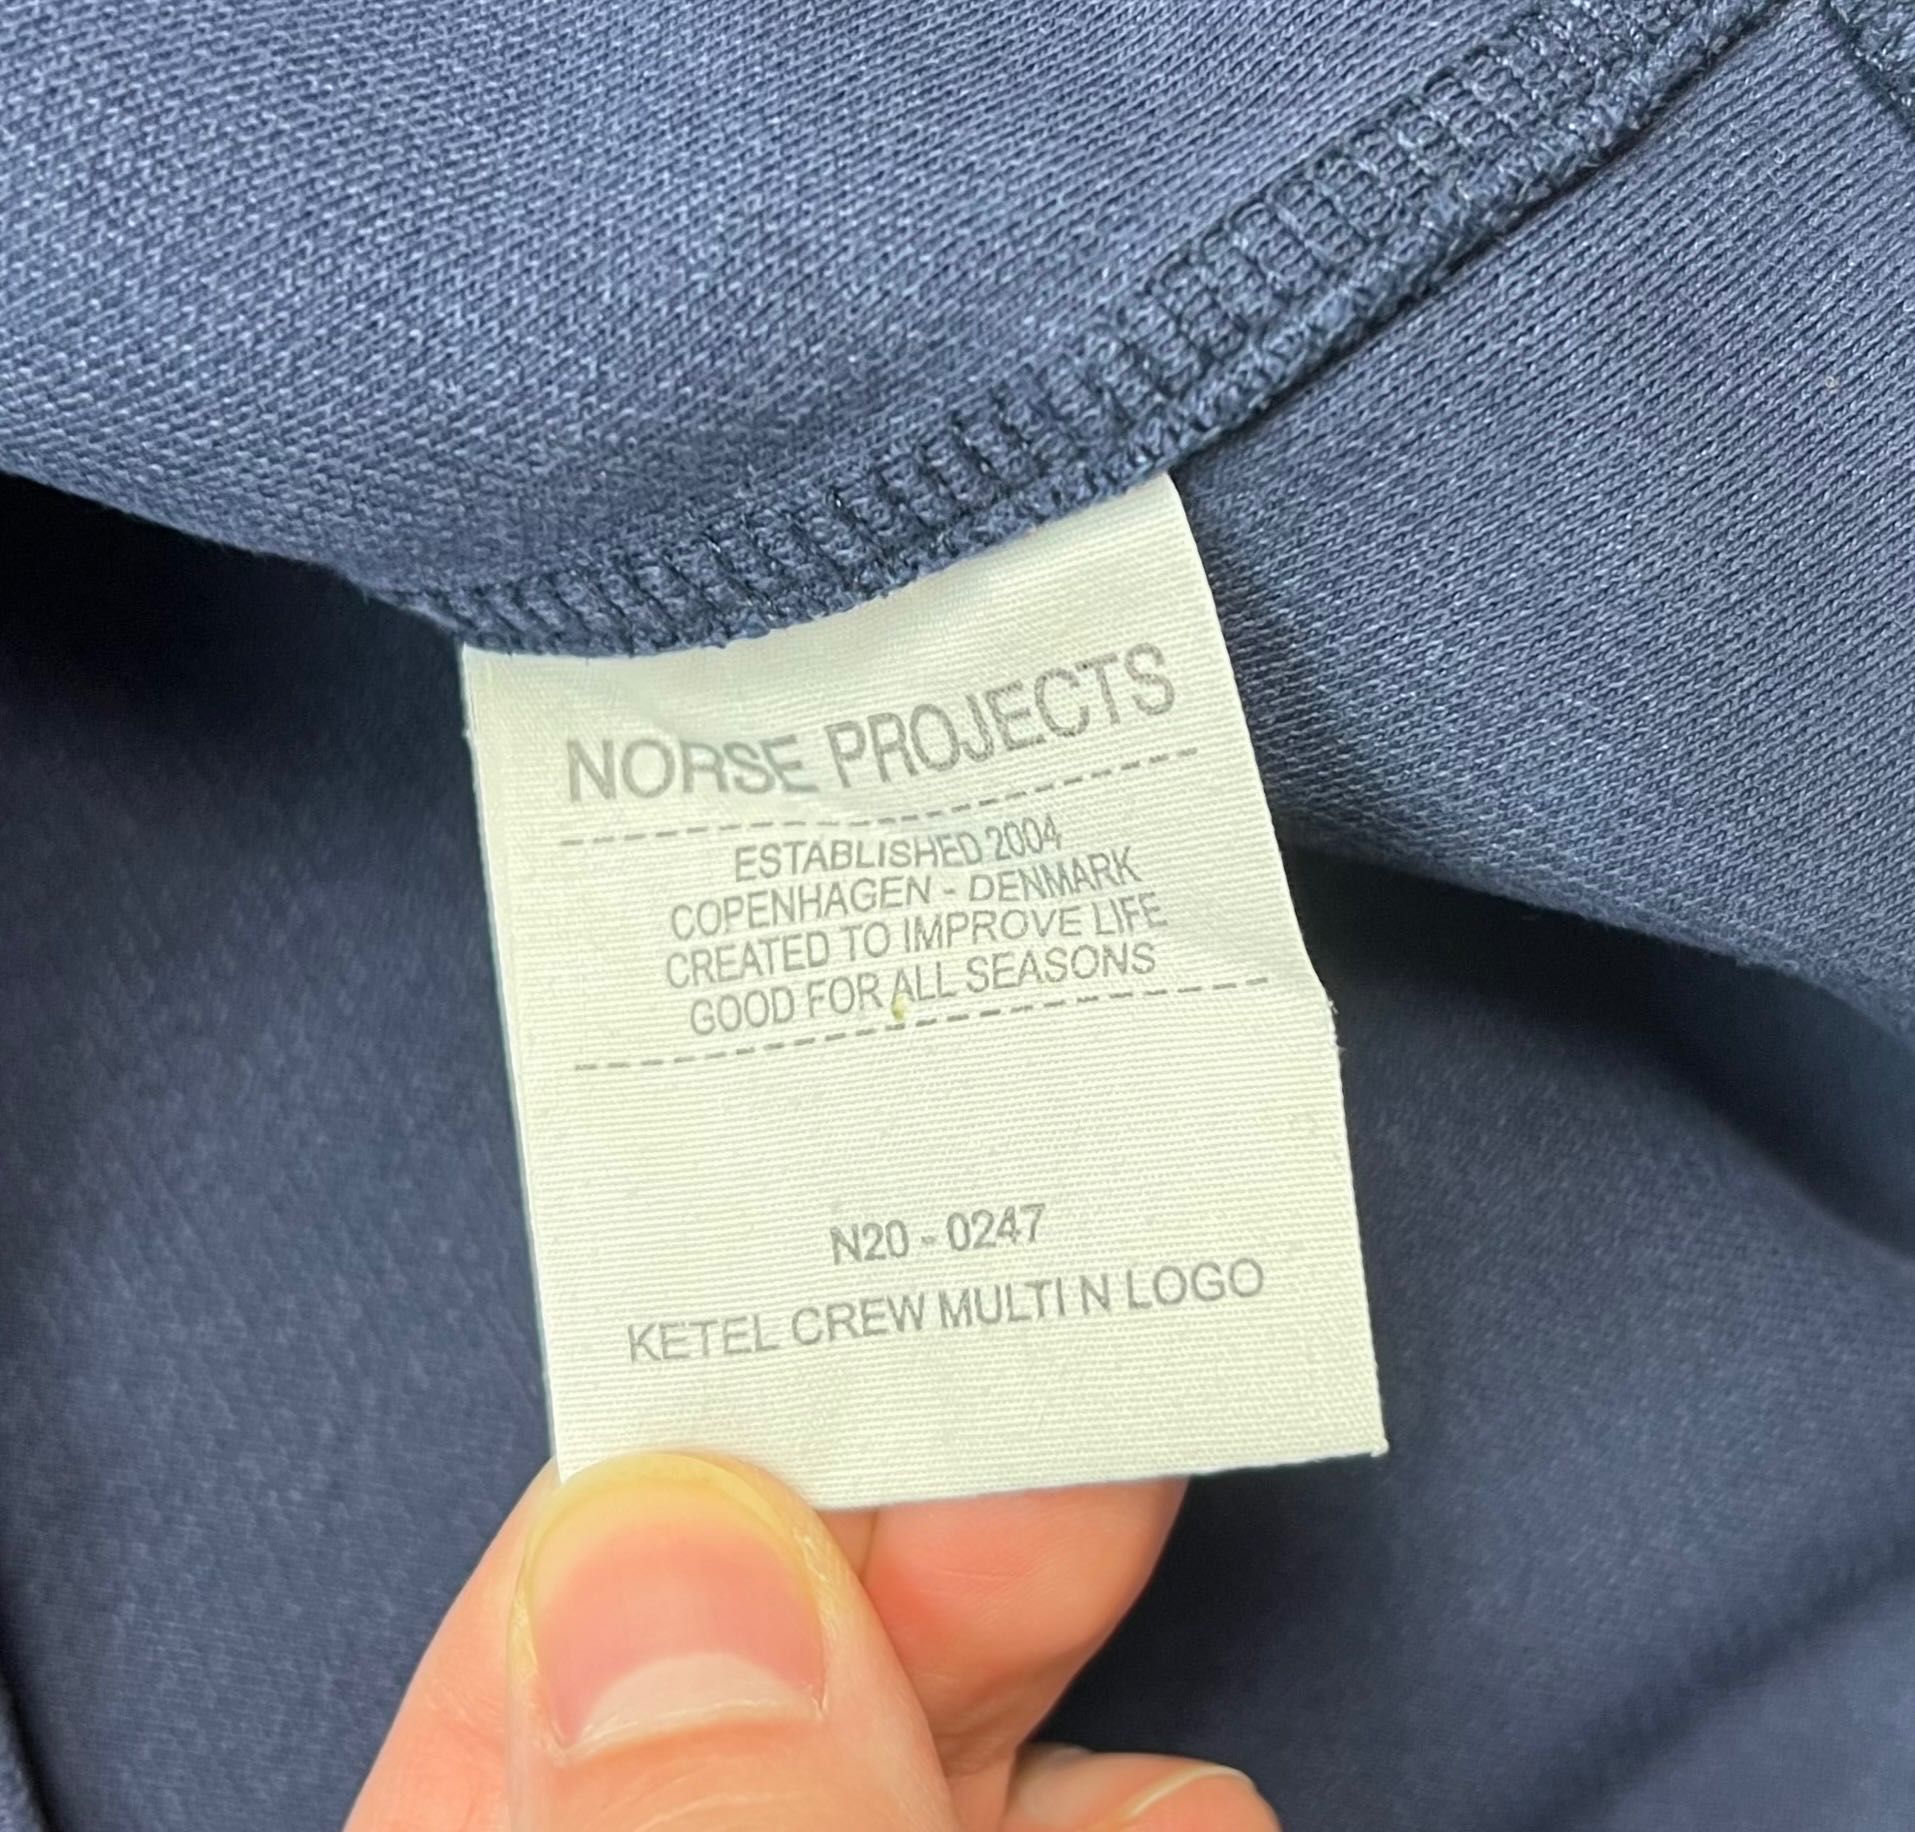 NORSE PROJECTS
ESTABLISHED 2004
COPENHAGEN - DENMARK
CREATED TO IMPROVE LIFE
GOOD FOR ALL SEASONS
N20 - 0247
KETEL CREW MULTI N LOGO